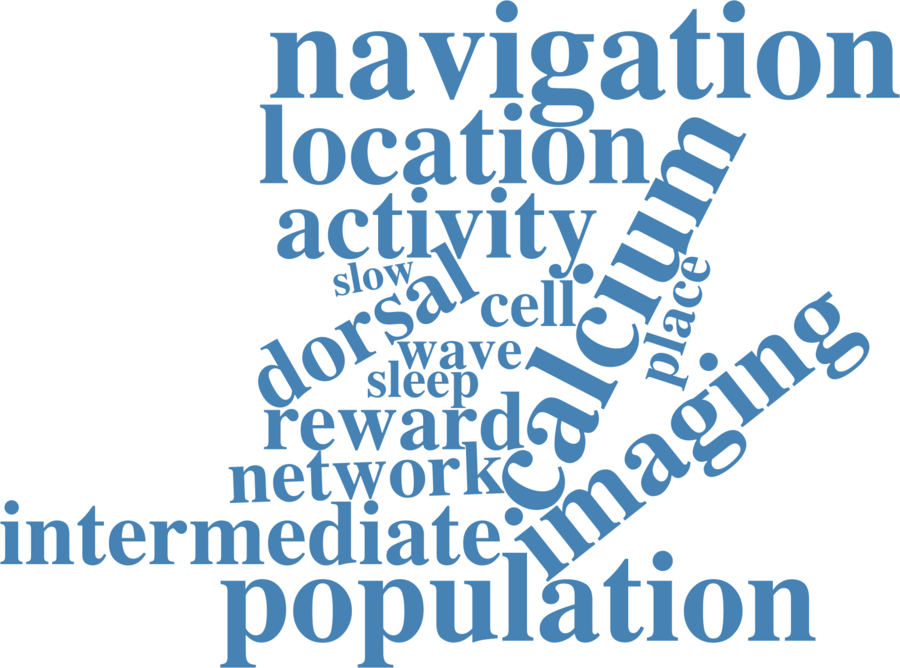 navigation
location
calcium
activity
dorsal
slow
cell
place
wave
imaging
sleep
reward
network
intermediate
population